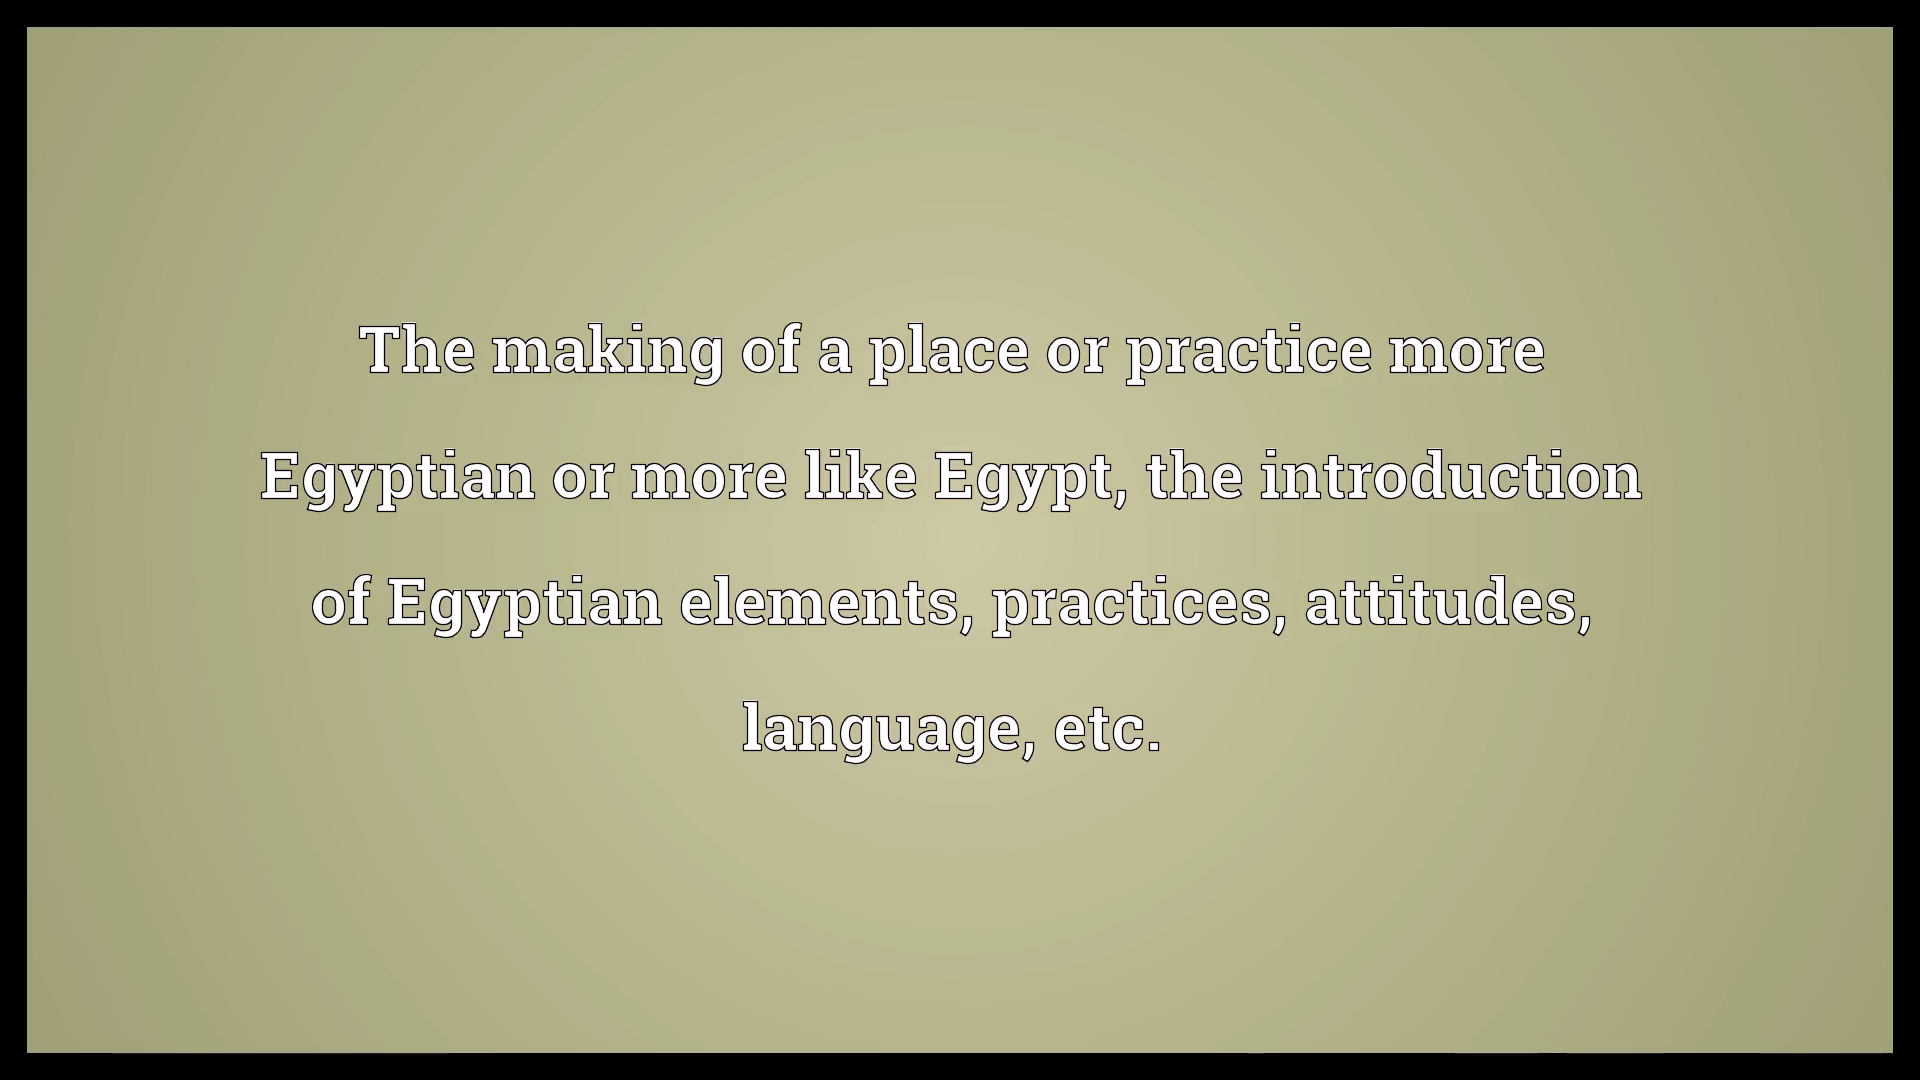 The making of a place or practice more
Egyptian or more like Egypt, the introduction
of Egyptian elements, practices, attitudes,
language, etc.